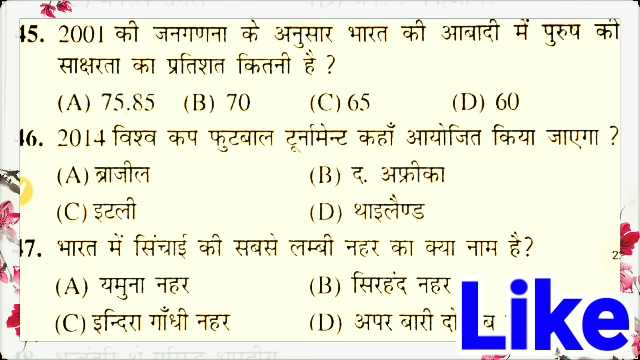 45. 2001 की जनगणना के अनुसार भारत की आबादी में पुरुष की
साक्षरता का प्रतिशत कितनी है ?
(A) 75.85 (B) 70 (C) 65 (D) 60
46. 2014 विश्व कप फुटबाल टूर्नामेन्ट कहाँ आयोजित किया जाएगा ?
(A) ब्राजील (B) द. अफ्रीका
(C) इटली (D) थाइलैण्ड
47. भारत में सिंचाई की सबसे लम्बी नहर का क्या नाम है?
(A) यमुना नहर (B) सिरहंद नहर
(C) इन्दिरा गाँधी नहर (D) अपर बारी दो
Like